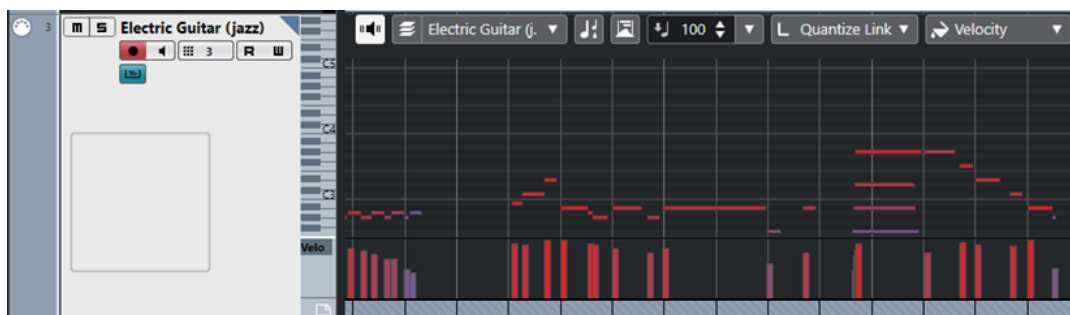 3 m S Electric Guitar (jazz)
3 R W
Electric Guitar (j. 100 L Quantize Link Velocity
C5
C4
C3
Velo